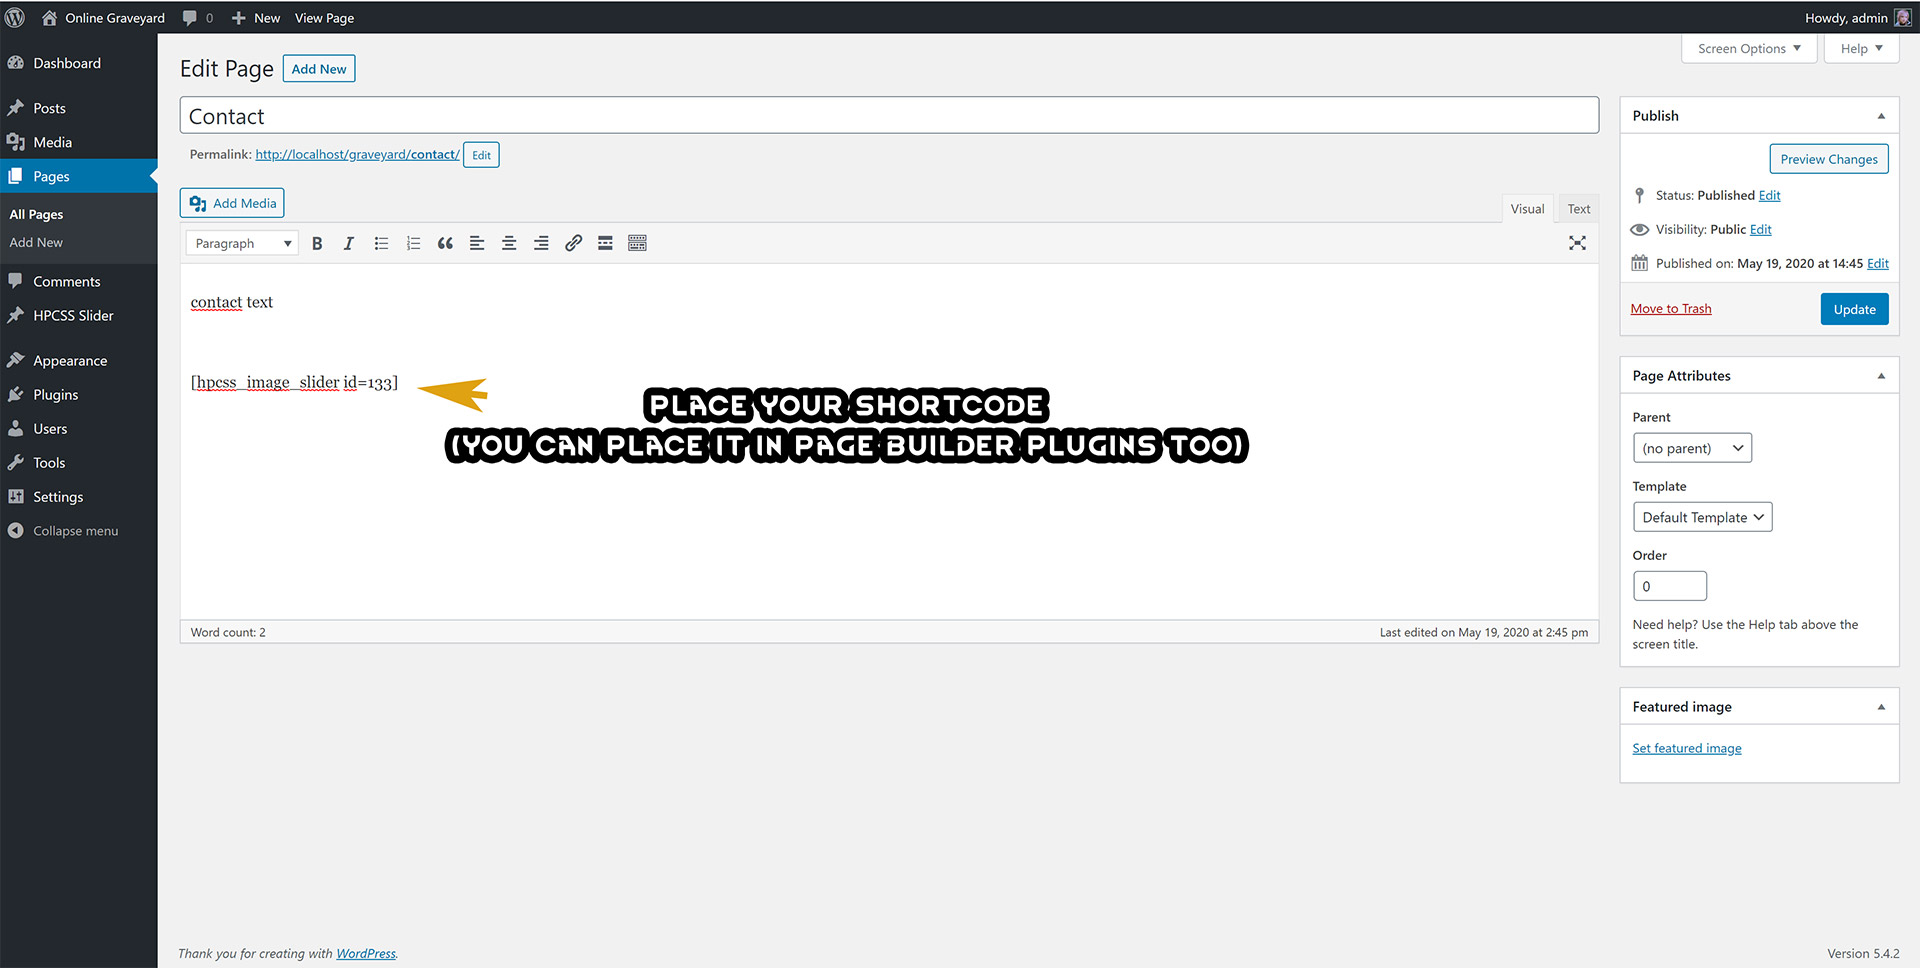 Online Graveyard 0 New View Page Howdy, admin
Dashboard
Posts
Media
Pages
All Pages
Add New
Comments
HPCSS Slider
Appearance
Plugins
Users
Tools
Settings
Collapse menu
Screen Options Help
Edit Page Add New
Contact
Permalink: http://localhost/graveyard/contact/ Edit
Add Media
Visual Text
Paragraph
contact text
[hpcss_image_slider id=133]
PLACE YOUR SHORTCODE
(YOU CAN PLACE IT IN PAGE BUILDER PLUGINS TOO)
Word count: 2 Last edited on May 19, 2020 at 2:45 pm
Publish
Preview Changes
Status: Published Edit
Visibility: Public Edit
Published on: May 19, 2020 at 14:45 Edit
Move to Trash Update
Page Attributes
Parent
(no parent)
Template
Default Template
Order
0
Need help? Use the Help tab above the
screen title.
Featured image
Set featured image
Thank you for creating with WordPress. Version 5.4.2